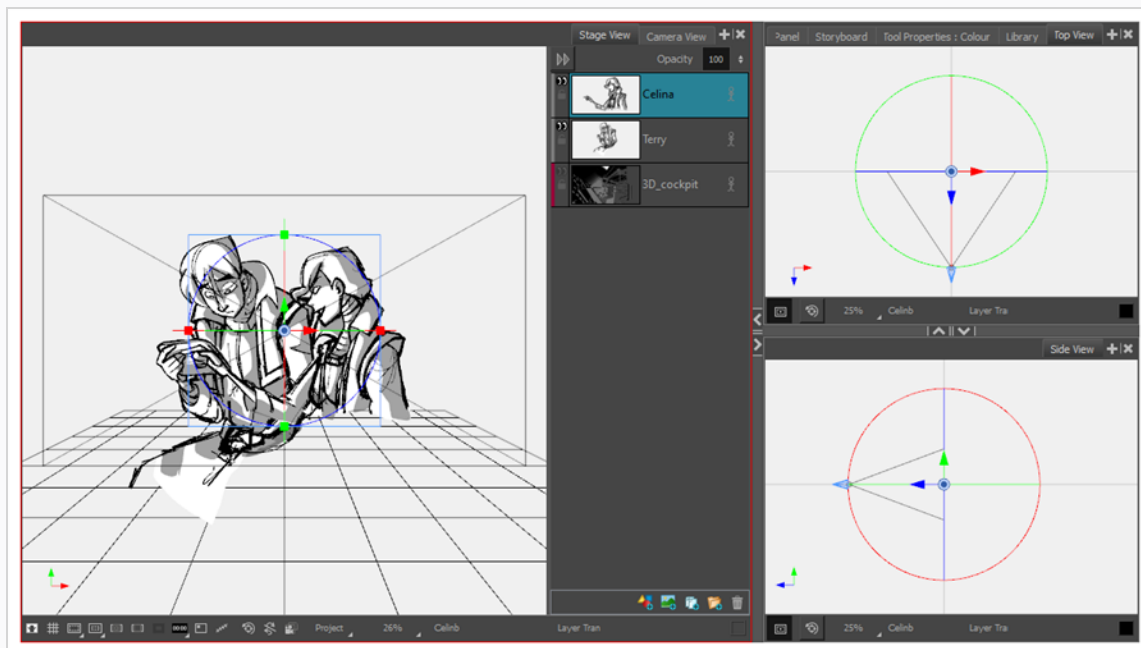 Stage View Camera View
Opacity 100
Celina
Terry
3D_cockpit
Project 26% Celinb Layer Tran
Panel Storyboard Tool Properties : Colour Library Top View
25% Celinb Layer Tra
Side View
25% Celinb Layer Tra